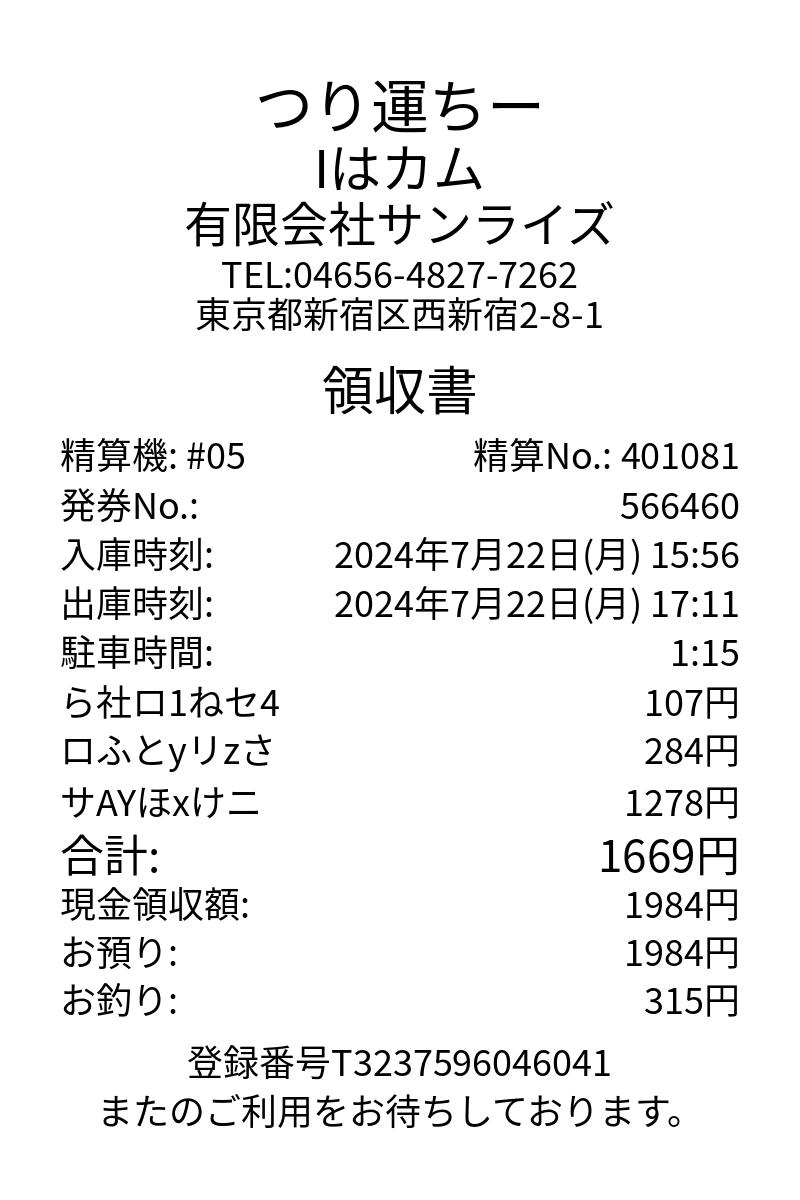 つり運ちー
Iはカム
有限会社サンライズ
TEL:04656-4827-7262
東京都新宿区西新宿2-8-1
領収書
精算機: #05 精算No.: 401081
発券No.: 566460
入庫時刻: 2024年7月22日(月) 15:56
出庫時刻: 2024年7月22日(月) 17:11
駐車時間: 1:15
ら社ロ1ねセ4 107円
ロふとyリzさ 284円
サAYほxけニ 1278円
合計: 1669円
現金領収額: 1984円
お預り: 1984円
お釣り: 315円
登録番号T3237596046041
またのご利用をお待ちしております。